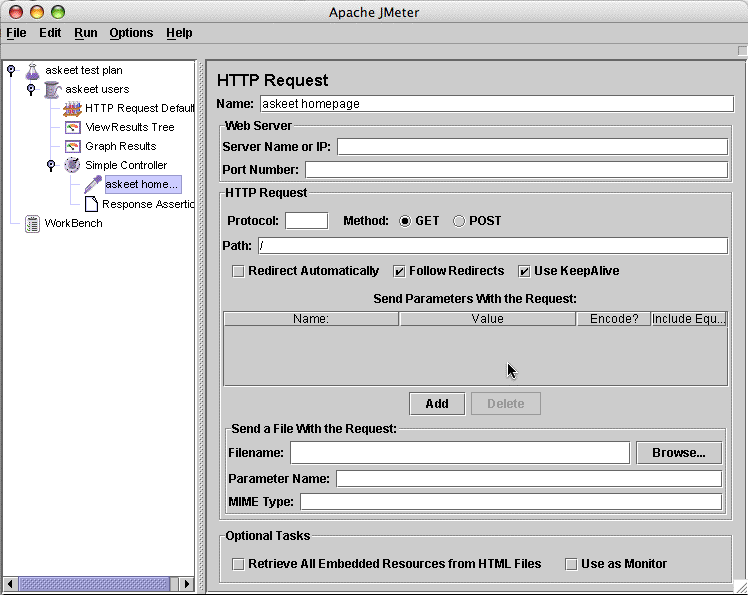 Apache JMeter
File Edit Run Options Help
askeet test plan
askeet users
HTTP Request Default
View Results Tree
Graph Results
Simple Controller
askeet home...
Response Assertio
WorkBench
HTTP Request
Name: askeet homepage
Web Server
Server Name or IP:
Port Number:
HTTP Request
Protocol: Method: GET POST
Path: /
Redirect Automatically Follow Redirects Use KeepAlive
Send Parameters With the Request:
Name: Value Encode? Include Equ...
Add Delete
Send a File With the Request:
Filename: Browse...
Parameter Name:
MIME Type:
Optional Tasks
Retrieve All Embedded Resources from HTML Files Use as Monitor